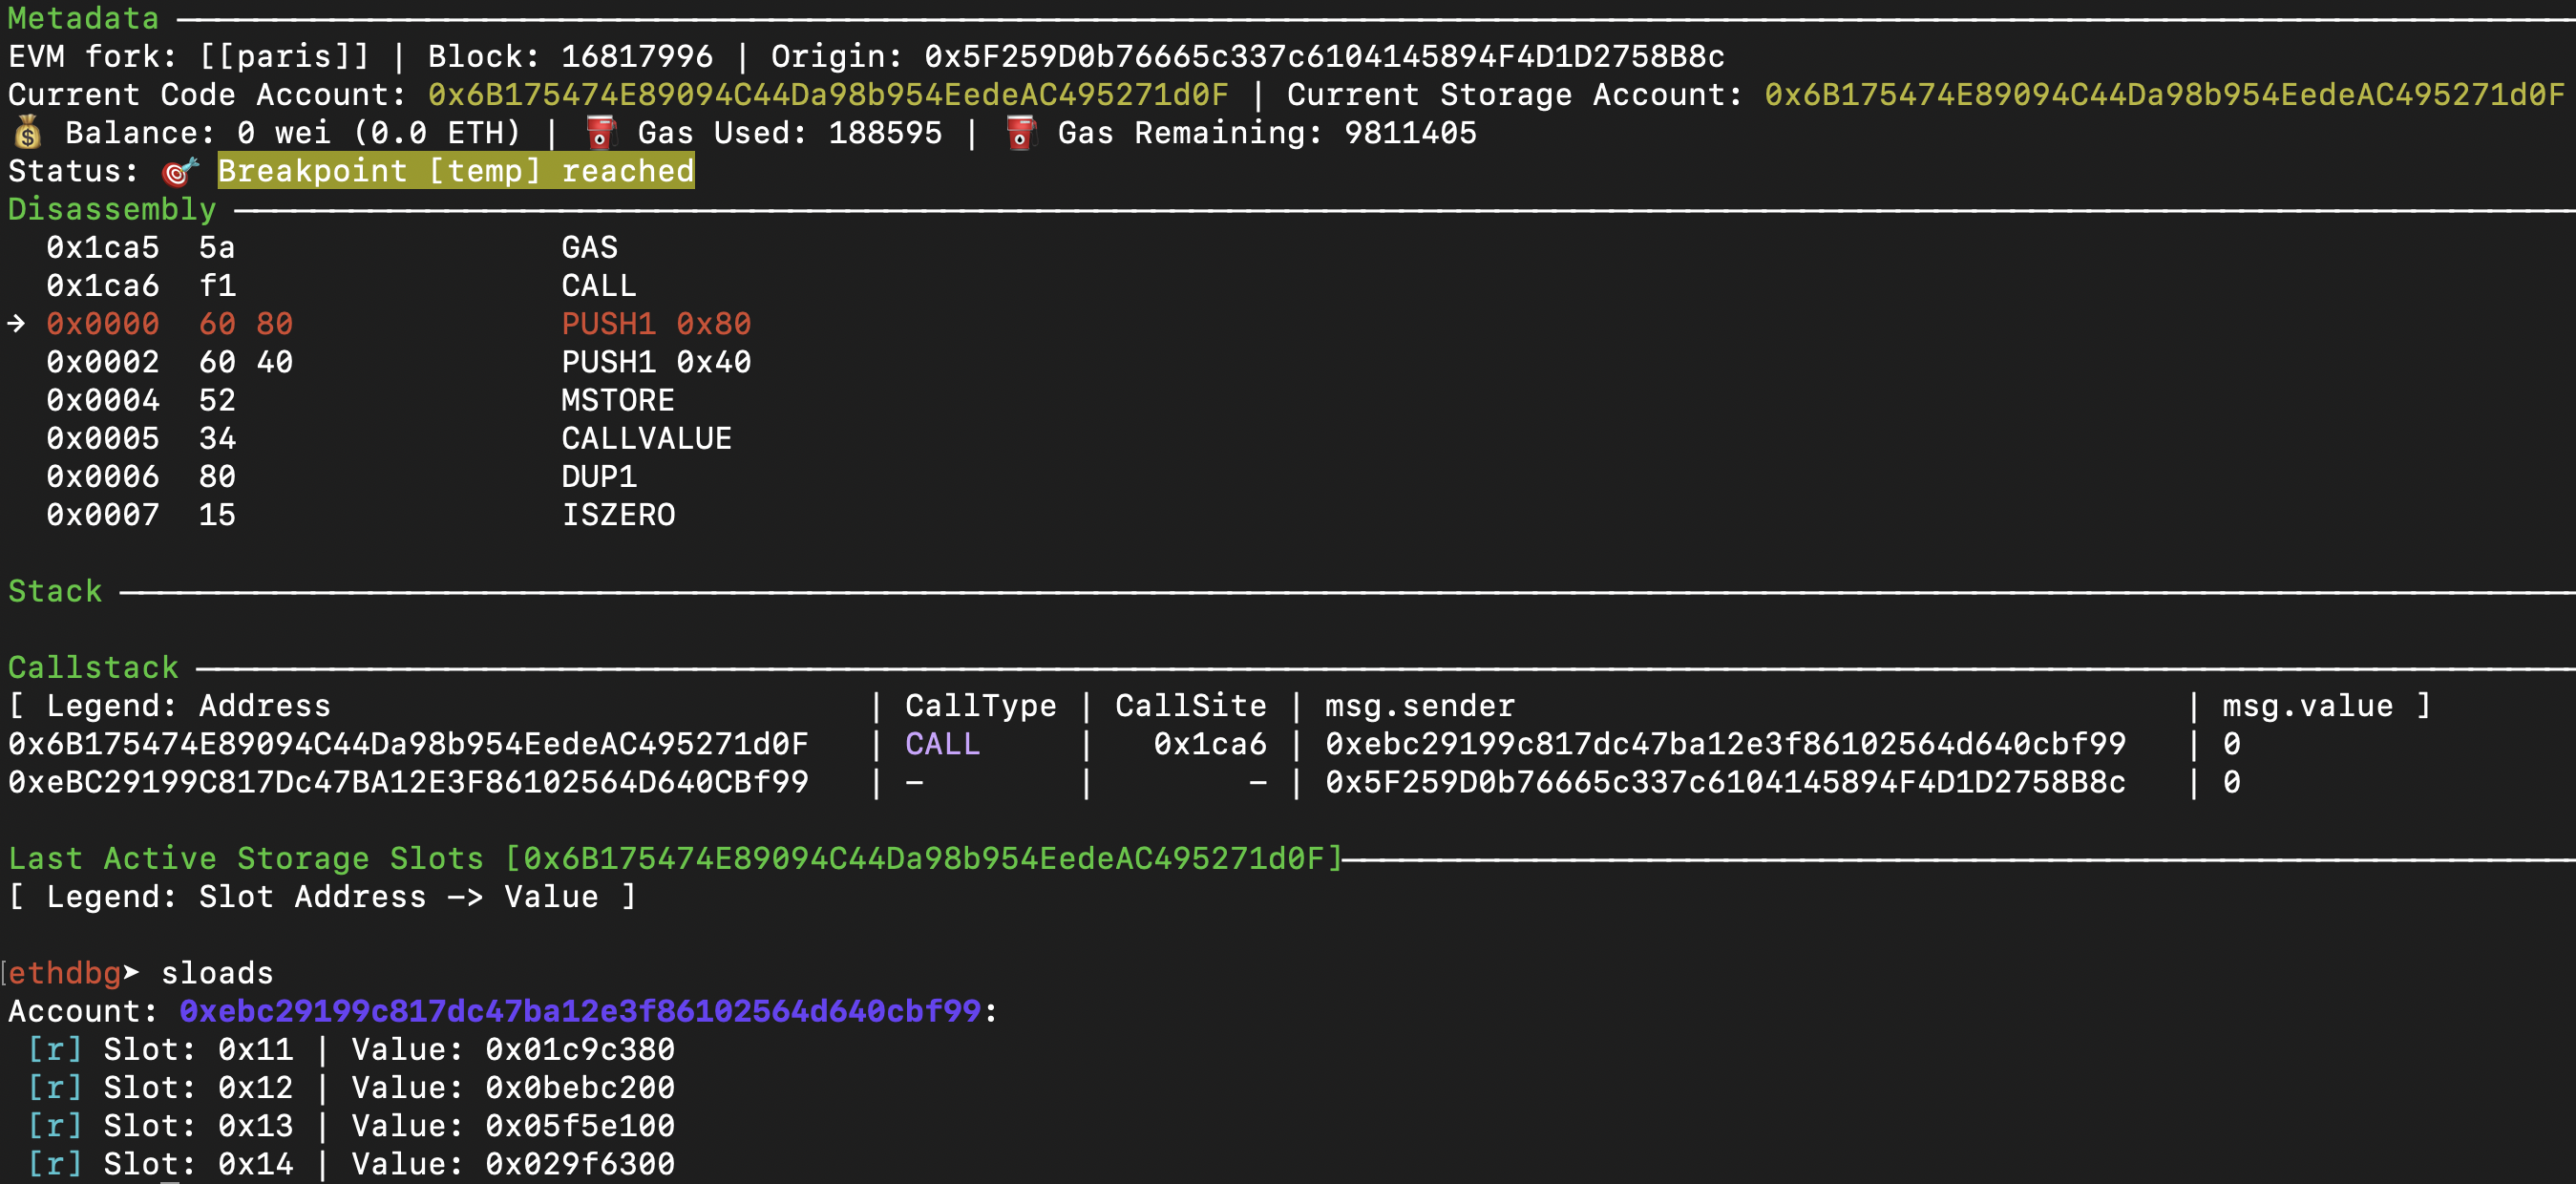 Metadata
EVM fork: [[paris]] | Block: 16817996 | Origin: 0x5F259D0b76665c337c6104145894F4D1D2758B8c
Current Code Account: 0x6B175474E89094C44Da98b954EedeAC495271d0F | Current Storage Account: 0x6B175474E89094C44Da98b954EedeAC495271d0F
💰 Balance: 0 wei (0.0 ETH) | ⛽ Gas Used: 188595 | ⛽ Gas Remaining: 9811405
Status: 🎯 Breakpoint [temp] reached
Disassembly
0x1ca5 5a GAS
0x1ca6 f1 CALL
→ 0x0000 60 80 PUSH1 0x80
0x0002 60 40 PUSH1 0x40
0x0004 52 MSTORE
0x0005 34 CALLVALUE
0x0006 80 DUP1
0x0007 15 ISZERO
Stack
Callstack
[ Legend: Address | CallType | CallSite | msg.sender | msg.value ]
0x6B175474E89094C44Da98b954EedeAC495271d0F | CALL | 0x1ca6 | 0xebc29199c817dc47ba12e3f86102564d640cbf99 | 0
0xeBC29199C817Dc47BA12E3F86102564D640CBf99 | - | - | 0x5F259D0b76665c337c6104145894F4D1D2758B8c | 0
Last Active Storage Slots [0x6B175474E89094C44Da98b954EedeAC495271d0F]
[ Legend: Slot Address -> Value ]
[ethdbg➤ sloads
Account: 0xebc29199c817dc47ba12e3f86102564d640cbf99:
[r] Slot: 0x11 | Value: 0x01c9c380
[r] Slot: 0x12 | Value: 0x0bebc200
[r] Slot: 0x13 | Value: 0x05f5e100
[r] Slot: 0x14 | Value: 0x029f6300